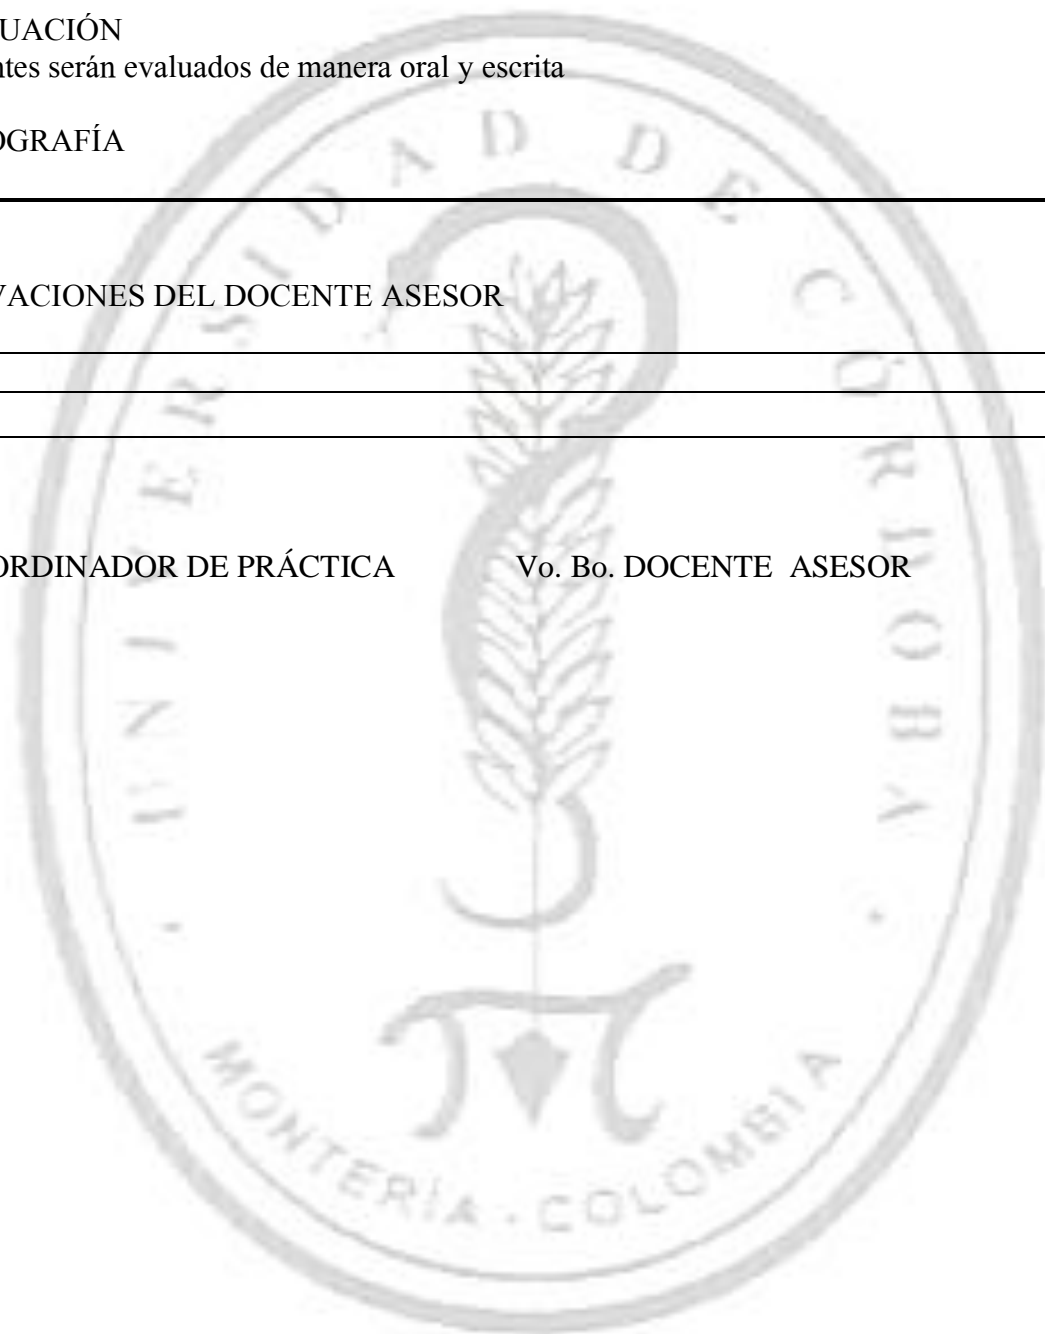 UACIÓN
ntes serán evaluados de manera oral y escrita
OGRAFÍA
VACIONES DEL DOCENTE ASESOR
ORDINADOR DE PRÁCTICA Vo. Bo. DOCENTE ASESOR
UNIVERSIDAD DE CÓRDOBA
MONTERÍA - COLOMBIA